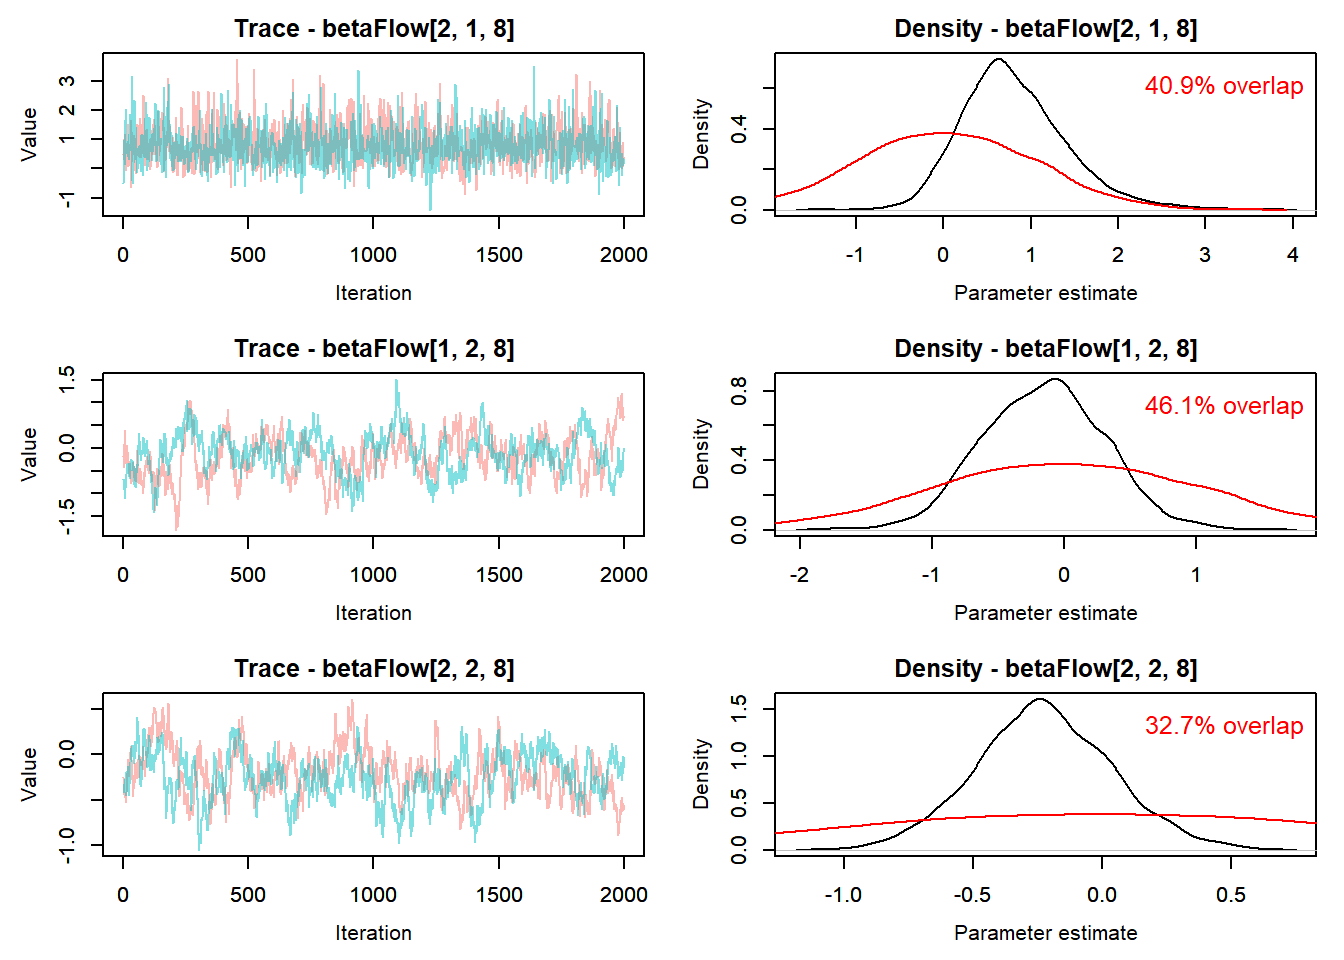 Trace - betaFlow[2, 1, 8]
Value
-1
1
2
3
0
500
1000
1500
2000
Iteration
Density - betaFlow[2, 1, 8]
40.9% overlap
Density
0.0
0.4
-1
0
1
2
3
4
Parameter estimate
Trace - betaFlow[1, 2, 8]
Value
-1.5
0.0
1.5
0
500
1000
1500
2000
Iteration
Density - betaFlow[1, 2, 8]
46.1% overlap
Density
0.0
0.4
0.8
-2
-1
0
1
Parameter estimate
Trace - betaFlow[2, 2, 8]
Value
-1.0
0.0
0
500
1000
1500
2000
Iteration
Density - betaFlow[2, 2, 8]
32.7% overlap
Density
0.0
0.5
1.0
1.5
-1.0
-0.5
0.0
0.5
Parameter estimate